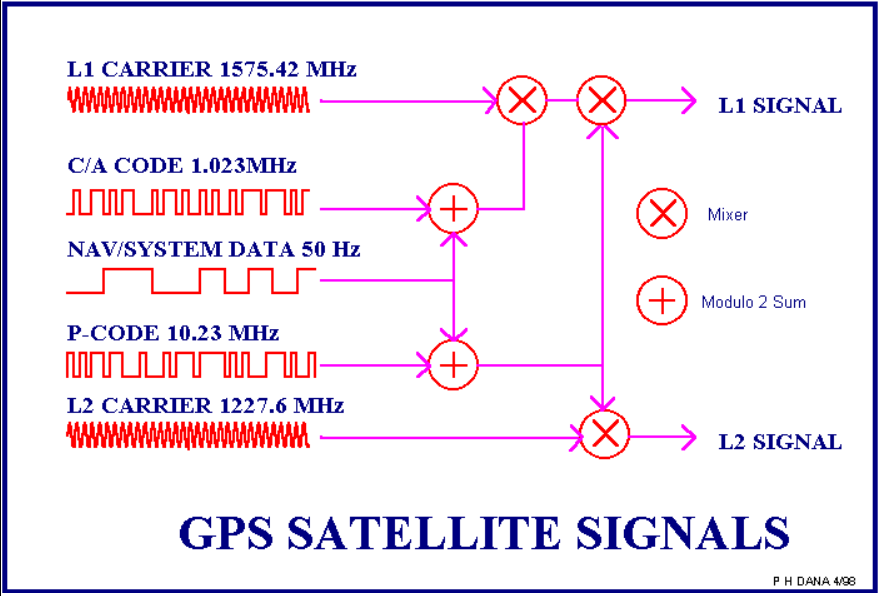 L1 CARRIER 1575.42 MHz
L1 SIGNAL
C/A CODE 1.023MHz
Mixer
NAV/SYSTEM DATA 50 Hz
Modulo 2 Sum
P-CODE 10.23 MHz
L2 CARRIER 1227.6 MHz
L2 SIGNAL
GPS SATELLITE SIGNALS
P H DANA 4/98